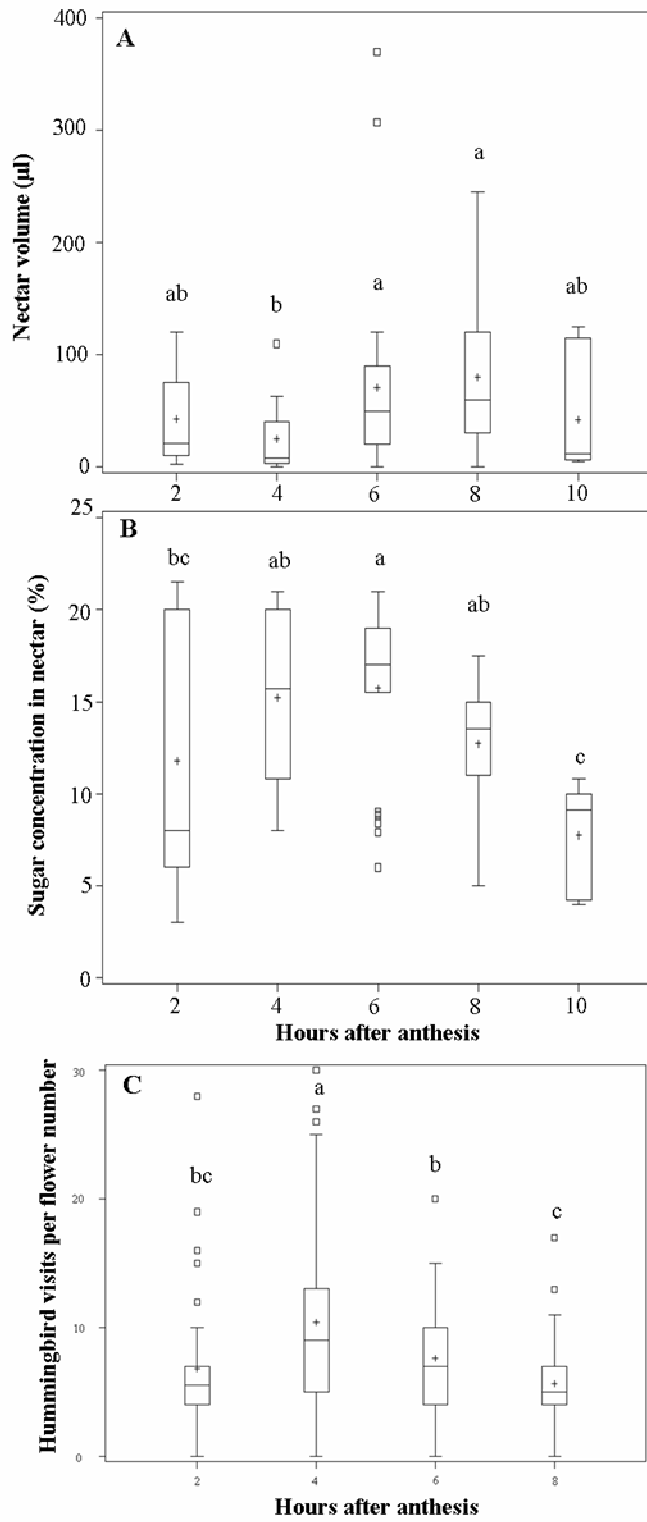 A
Nectar volume (µl)
400
300
200
100
0
ab
b
a
a
ab
2 4 6 8 10
B
Sugar concentration in nectar (%)
25
20
15
10
5
0
bc
ab
a
ab
c
2 4 6 8 10
Hours after anthesis
C
Hummingbird visits per flower number
30
20
10
0
bc
a
b
c
2 4 6 8
Hours after anthesis